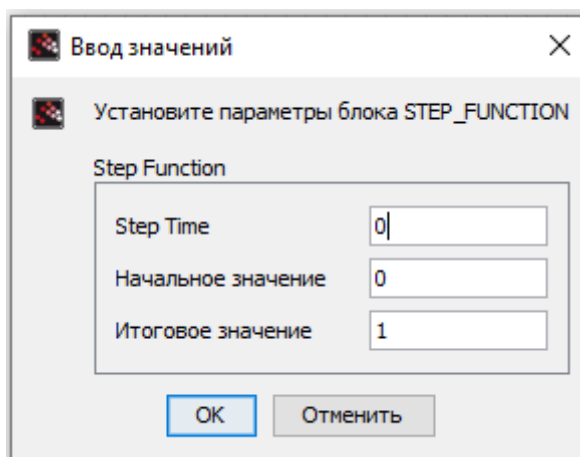 Ввод значений
Установите параметры блока STEP_FUNCTION
Step Function
Step Time 0
Начальное значение 0
Итоговое значение 1
OK Отменить